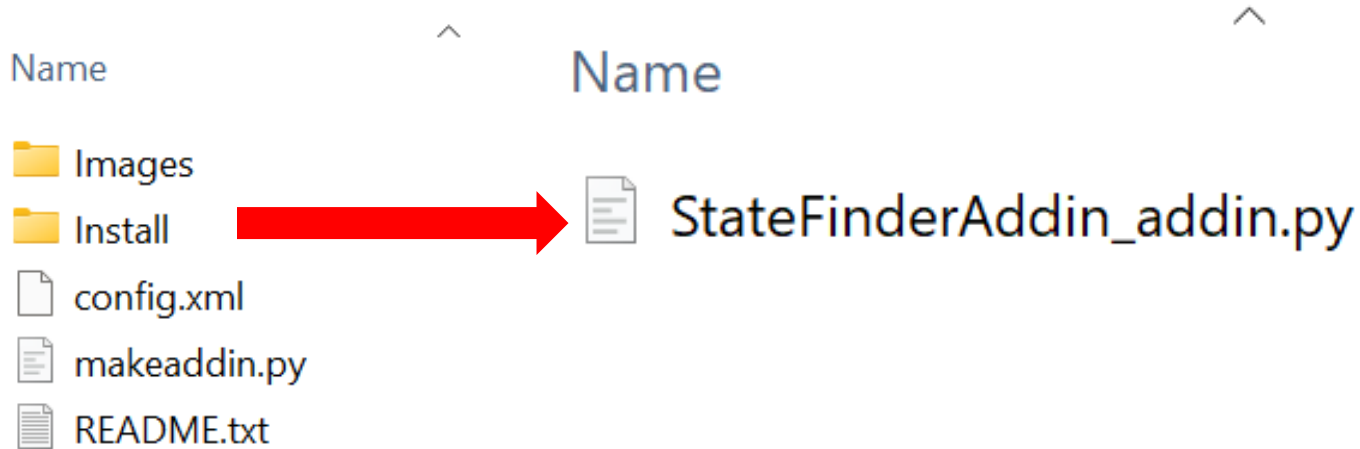 Name
Images
Install
config.xml
makeaddin.py
README.txt
Name
StateFinderAddin_addin.py